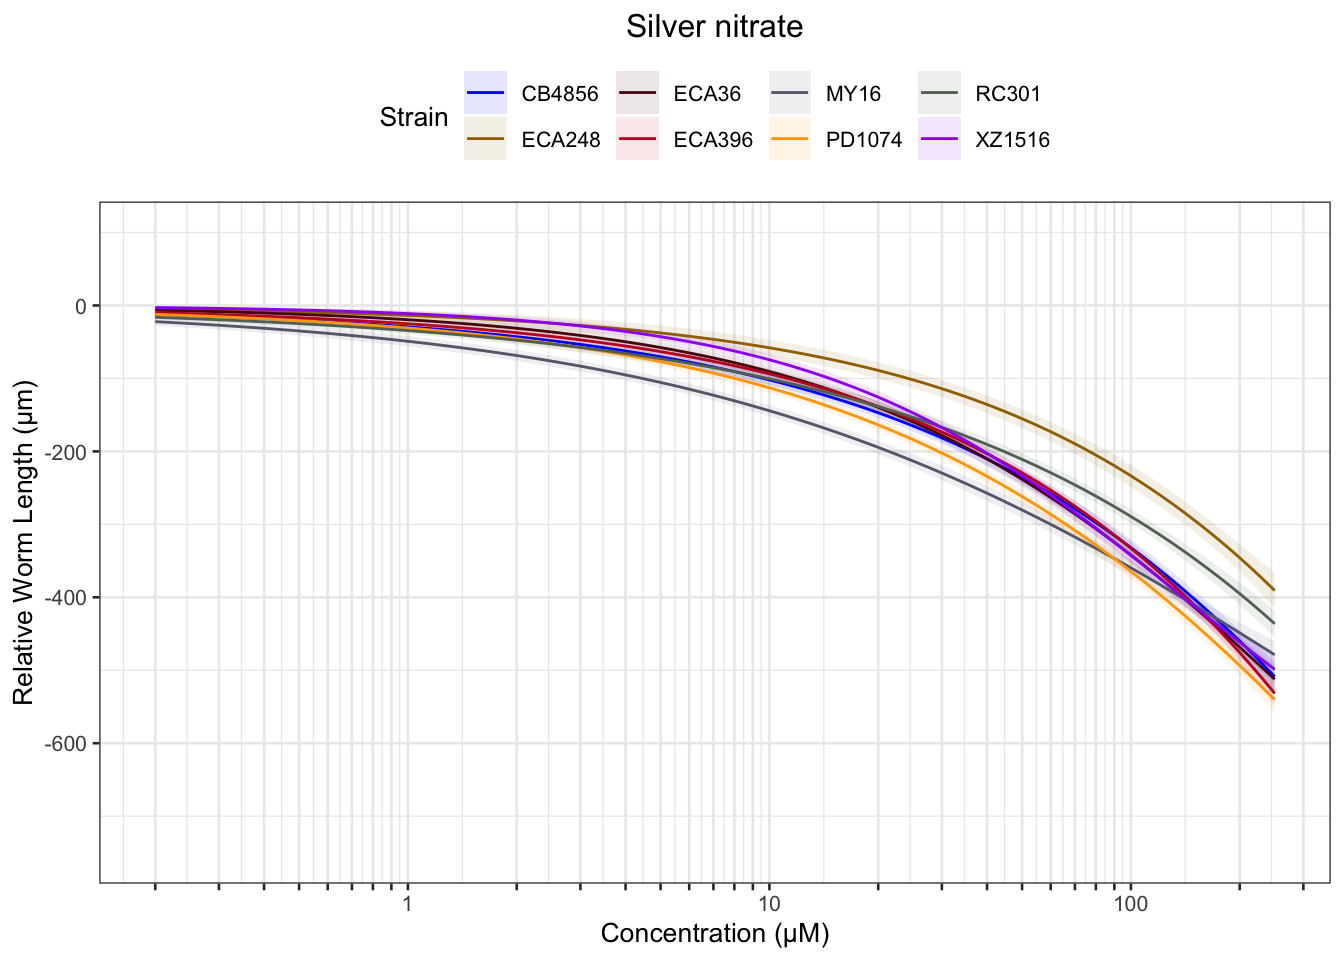 Silver nitrate
Strain
CB4856 ECA36 MY16 RC301
ECA248 ECA396 PD1074 XZ1516
Relative Worm Length (µm)
0
-200
-400
-600
1 10 100
Concentration (µM)